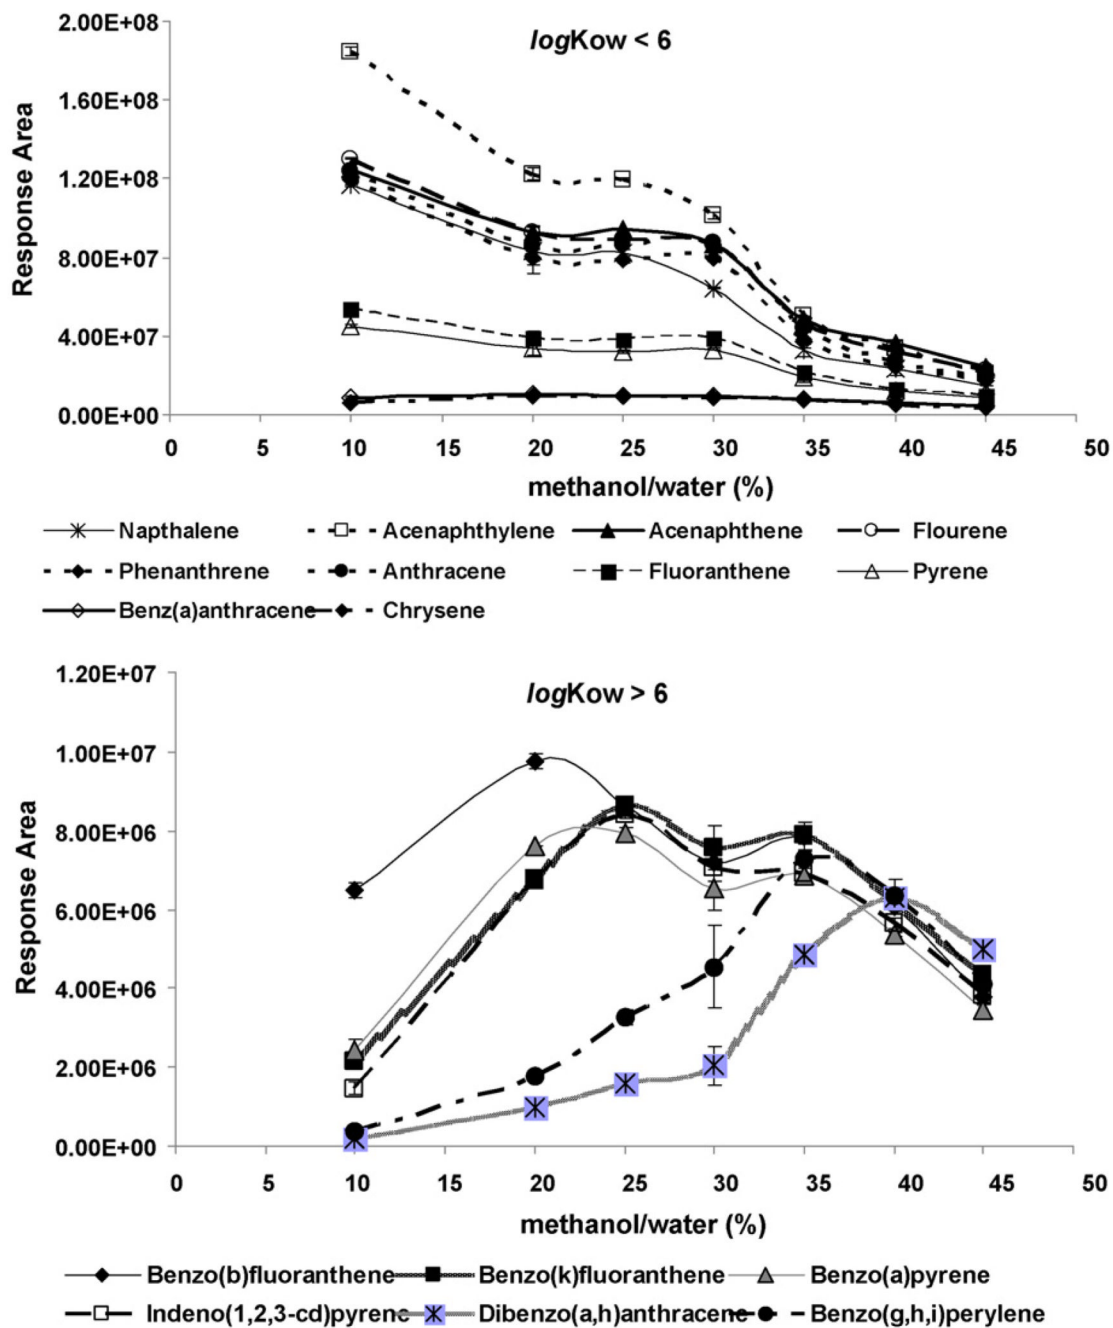 logKow < 6
2.00E+08
1.60E+08
1.20E+08
8.00E+07
4.00E+07
0.00E+00
Response Area
0 5 10 15 20 25 30 35 40 45 50
methanol/water (%)
Napthalene Acenaphthylene Acenaphthene Flourene
Phenanthrene Anthracene Fluoranthene Pyrene
Benz(a)anthracene Chrysene
logKow > 6
1.20E+07
1.00E+07
8.00E+06
6.00E+06
4.00E+06
2.00E+06
0.00E+00
Response Area
0 5 10 15 20 25 30 35 40 45 50
methanol/water (%)
Benzo(b)fluoranthene Benzo(k)fluoranthene Benzo(a)pyrene
Indeno(1,2,3-cd)pyrene Dibenzo(a,h)anthracene Benzo(g,h,i)perylene